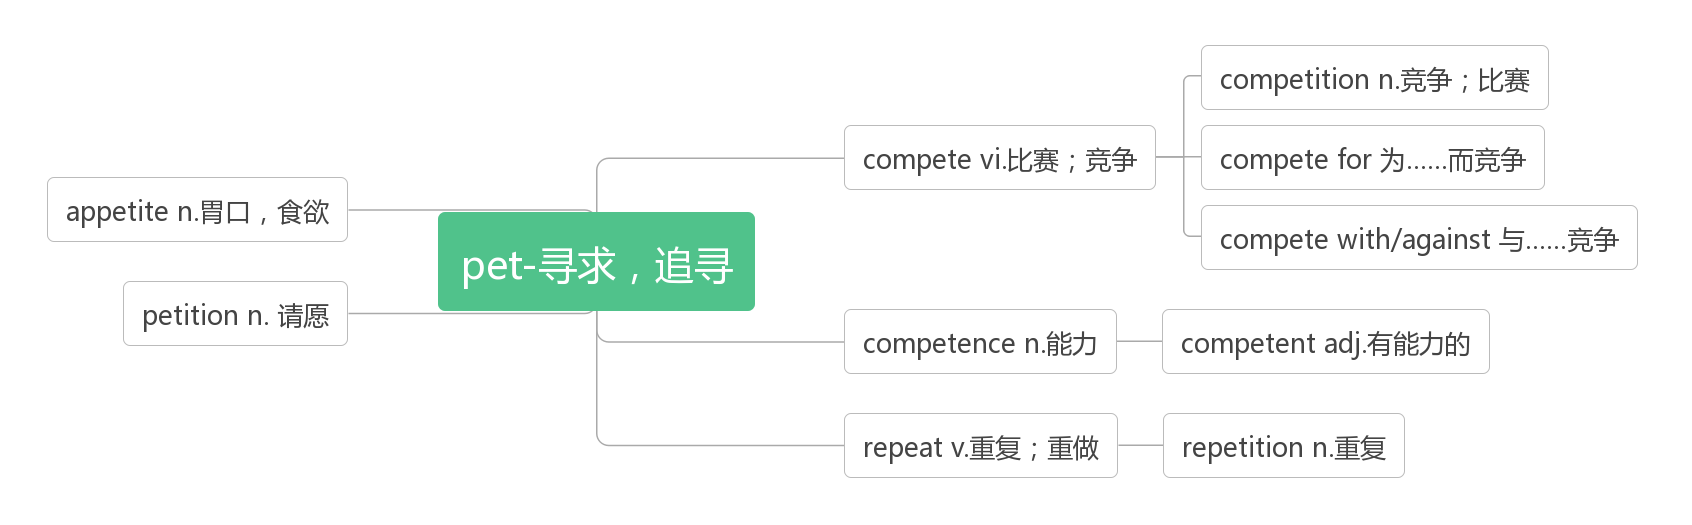 pet-寻求，追寻
compete vi.比赛；竞争
competition n.竞争；比赛
compete for 为……而竞争
compete with/against 与……竞争
competence n.能力
competent adj.有能力的
repeat v.重复；重做
repetition n.重复
appetite n.胃口，食欲
petition n. 请愿